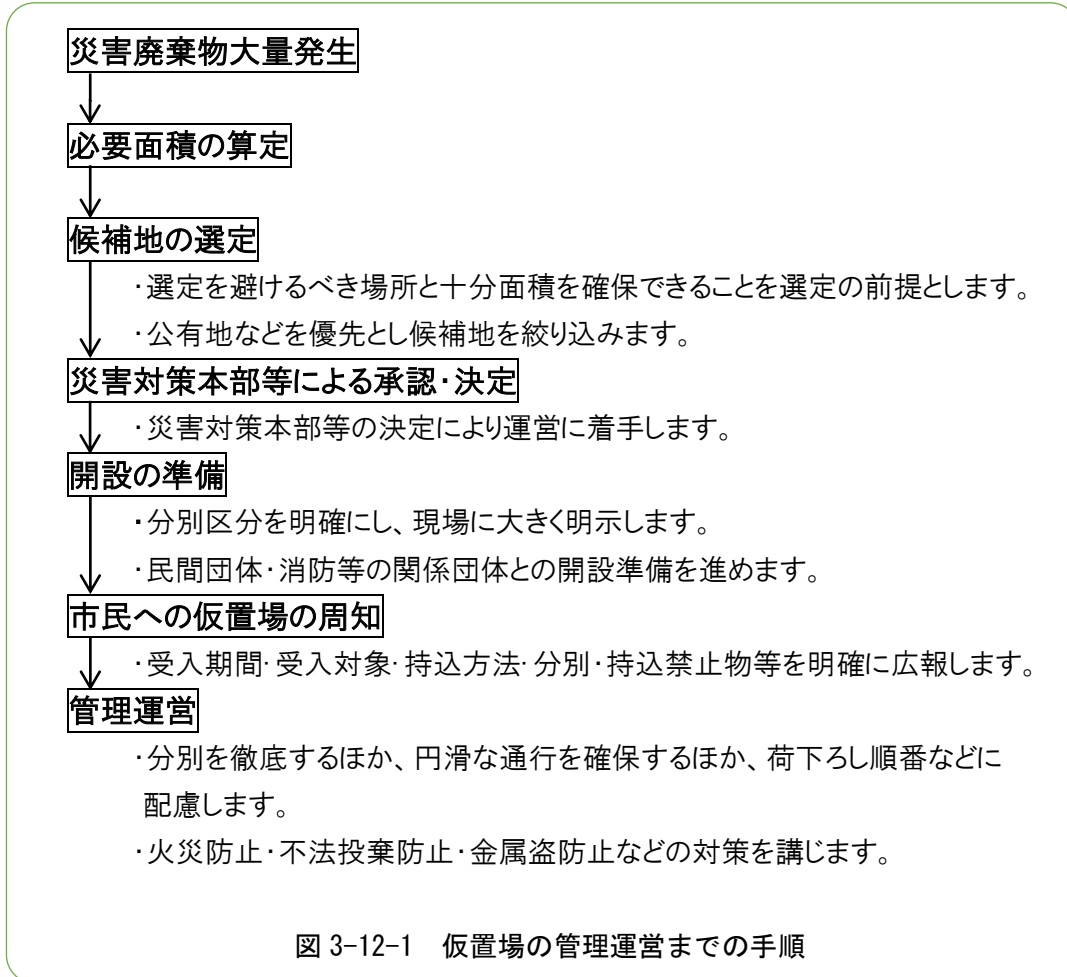 災害廃棄物大量発生
必要面積の算定
候補地の選定
・選定を避けるべき場所と十分面積を確保できることを選定の前提とします。
・公有地などを優先とし候補地を絞り込みます。
災害対策本部等による承認・決定
・災害対策本部等の決定により運営に着手します。
開設の準備
・分別区分を明確にし、現場に大きく明示します。
・民間団体・消防等の関係団体との開設準備を進めます。
市民への仮置場の周知
・受入期間・受入対象・持込方法・分別・持込禁止物等を明確に広報します。
管理運営
・分別を徹底するほか、円滑な通行を確保するほか、荷下ろし順番などに
配慮します。
・火災防止・不法投棄防止・金属盗防止などの対策を講じます。
図 3-12-1　仮置場の管理運営までの手順